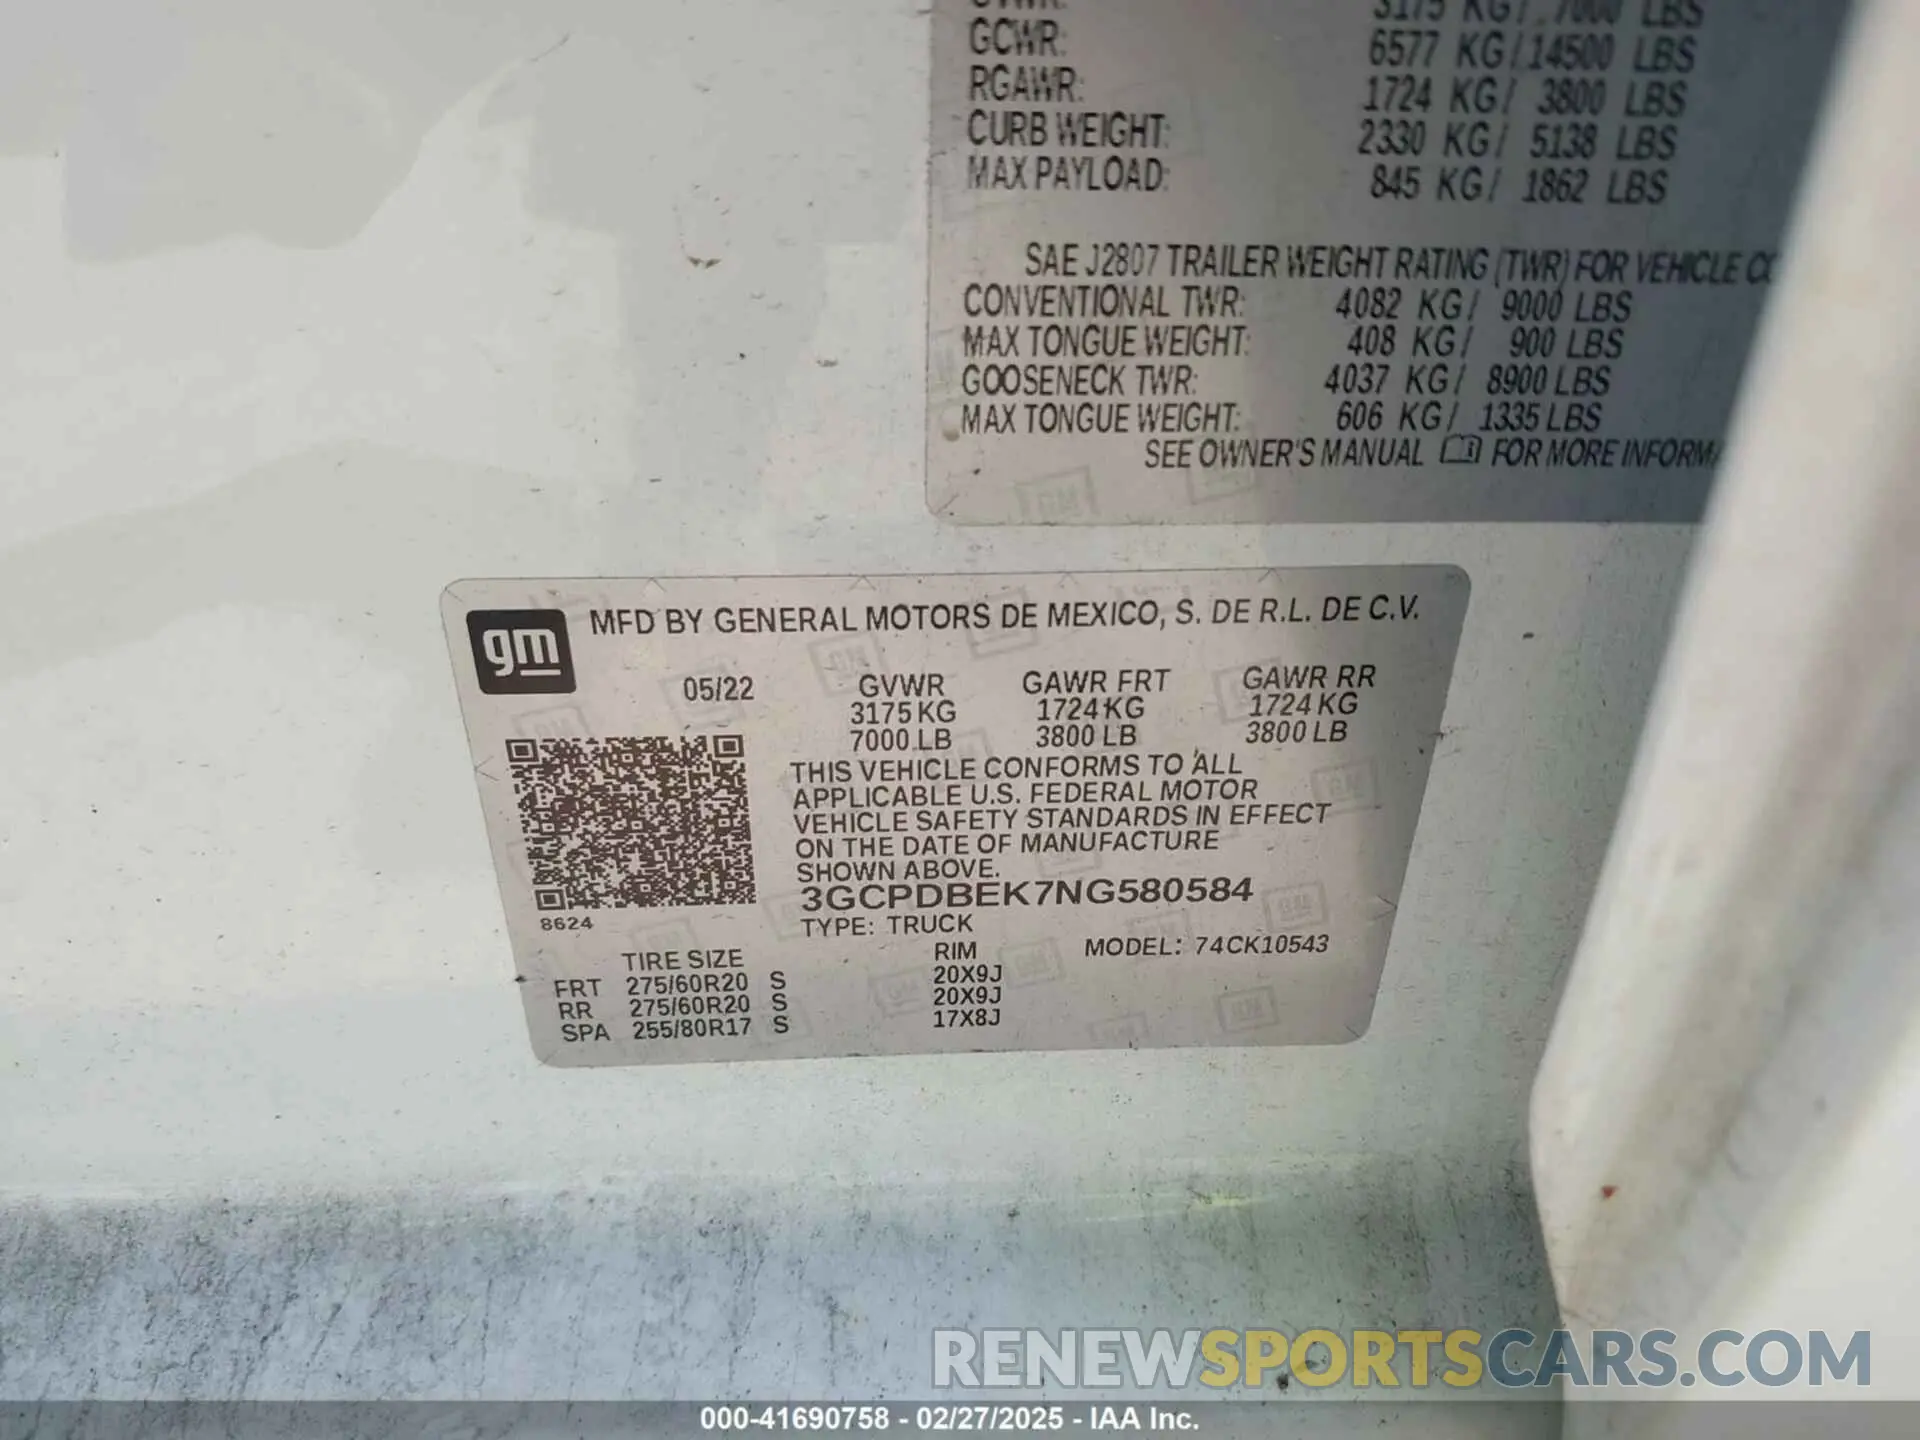 GVWR: 3175 KG/ 7000 LBS
GCWR: 6577 KG/ 14500 LBS
RGAWR: 1724 KG/ 3800 LBS
CURB WEIGHT: 2330 KG/ 5138 LBS
MAX PAYLOAD: 845 KG/ 1862 LBS
SAE J2807 TRAILER WEIGHT RATING (TWR) FOR VEHICLE
CONVENTIONAL TWR: 4082 KG/ 9000 LBS
MAX TONGUE WEIGHT: 408 KG/ 900 LBS
GOOSENECK TWR: 4037 KG/ 8900 LBS
MAX TONGUE WEIGHT: 606 KG/ 1335 LBS
SEE OWNER'S MANUAL FOR MORE
gm
MFD BY GENERAL MOTORS DE MEXICO, S. DE R.L. DE C.V.
05/22 GVWR GAWR FRT GAWR RR
3175 KG 1724 KG 1724 KG
7000 LB 3800 LB 3800 LB
THIS VEHICLE CONFORMS TO ALL
APPLICABLE U.S. FEDERAL MOTOR
VEHICLE SAFETY STANDARDS IN EFFECT
ON THE DATE OF MANUFACTURE
SHOWN ABOVE.
3GCPDBEK7NG580584
8624
TYPE: TRUCK
TIRE SIZE RIM MODEL: 74CK10543
FRT 275/60R20 S 20X9J
RR 275/60R20 S 20X9J
SPA 255/80R17 S 17X8J
RENEWSPORTSCARS.COM
000-41690758 - 02/27/2025 - IAA Inc.